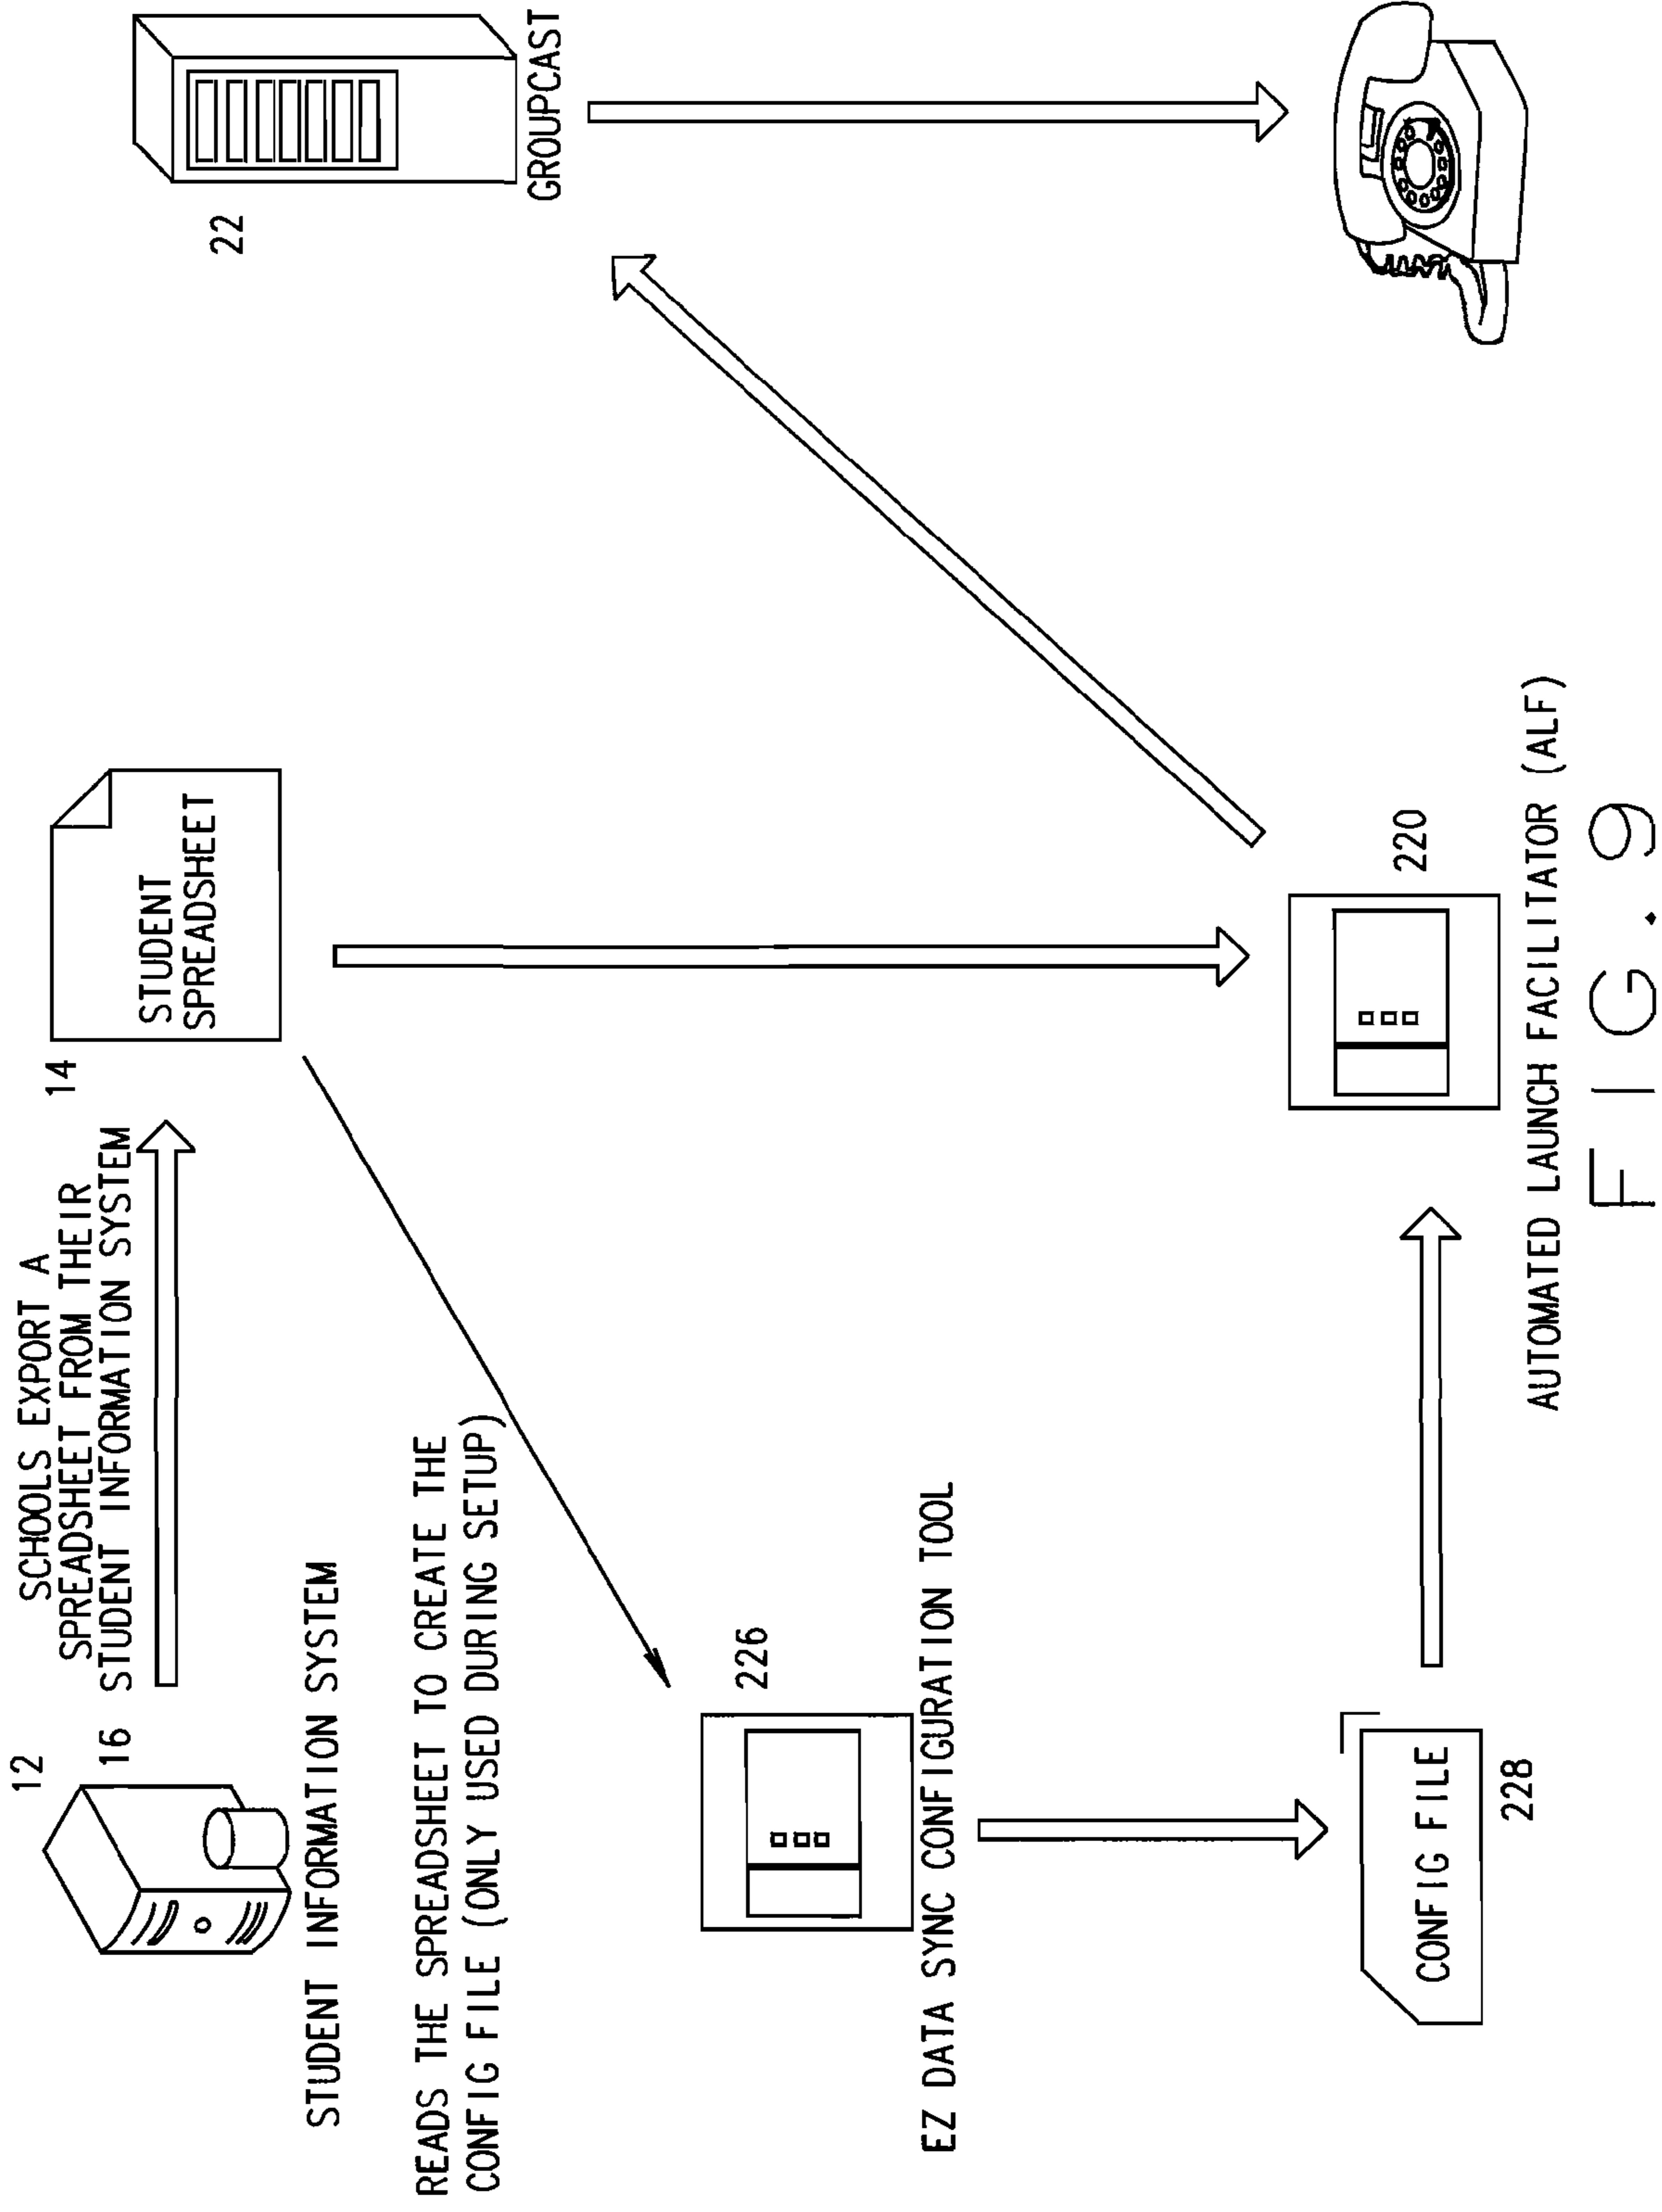 12
16
SCHOOLS EXPORT A
SPREADSHEET FROM THEIR
STUDENT INFORMATION SYSTEM
14
STUDENT
SPREADSHEET
22
GROUPCAST
STUDENT INFORMATION SYSTEM
READS THE SPREADSHEET TO CREATE THE
CONFIG FILE (ONLY USED DURING SETUP)
226
EZ DATA SYNC CONFIGURATION TOOL
CONFIG FILE
228
220
AUTOMATED LAUNCH FACILITATOR (ALF)
FIG. 9